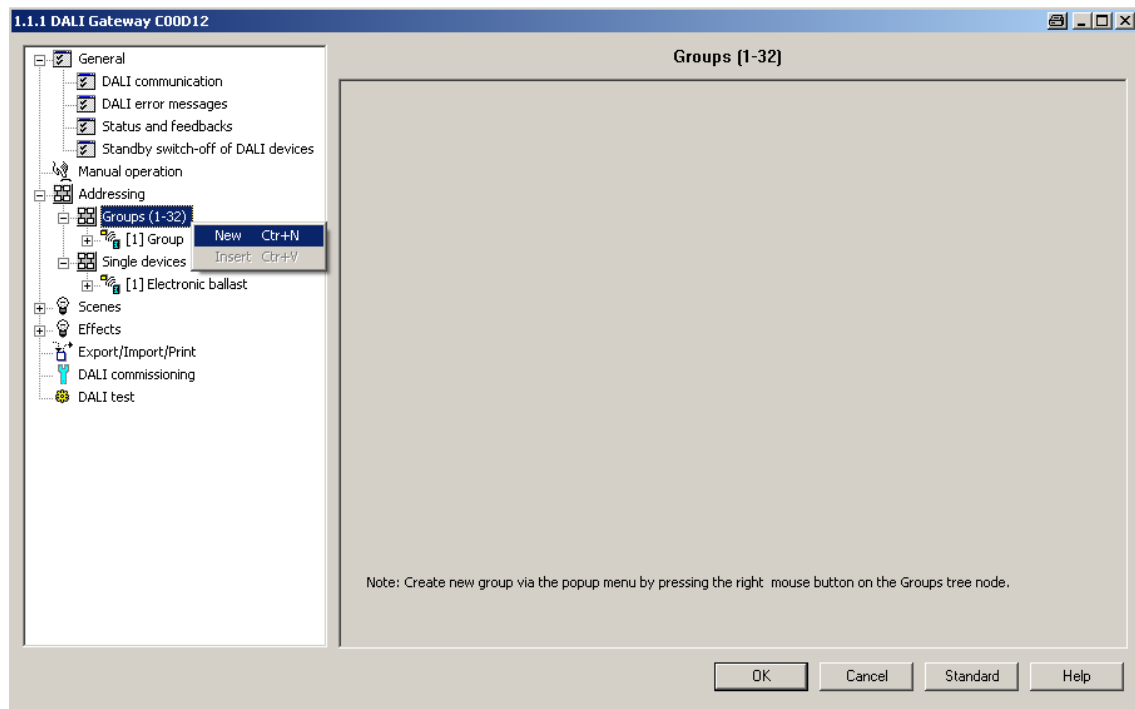 1.1.1 DALI Gateway C00D12
General
DALI communication
DALI error messages
Status and feedbacks
Standby switch-off of DALI devices
Manual operation
Addressing
Groups (1-32)
[1] Group
New Ctr+N
Insert Ctr+V
Single devices
[1] Electronic ballast
Scenes
Effects
Export/Import/Print
DALI commissioning
DALI test
Groups (1-32)
Note: Create new group via the popup menu by pressing the right mouse button on the Groups tree node.
OK Cancel Standard Help